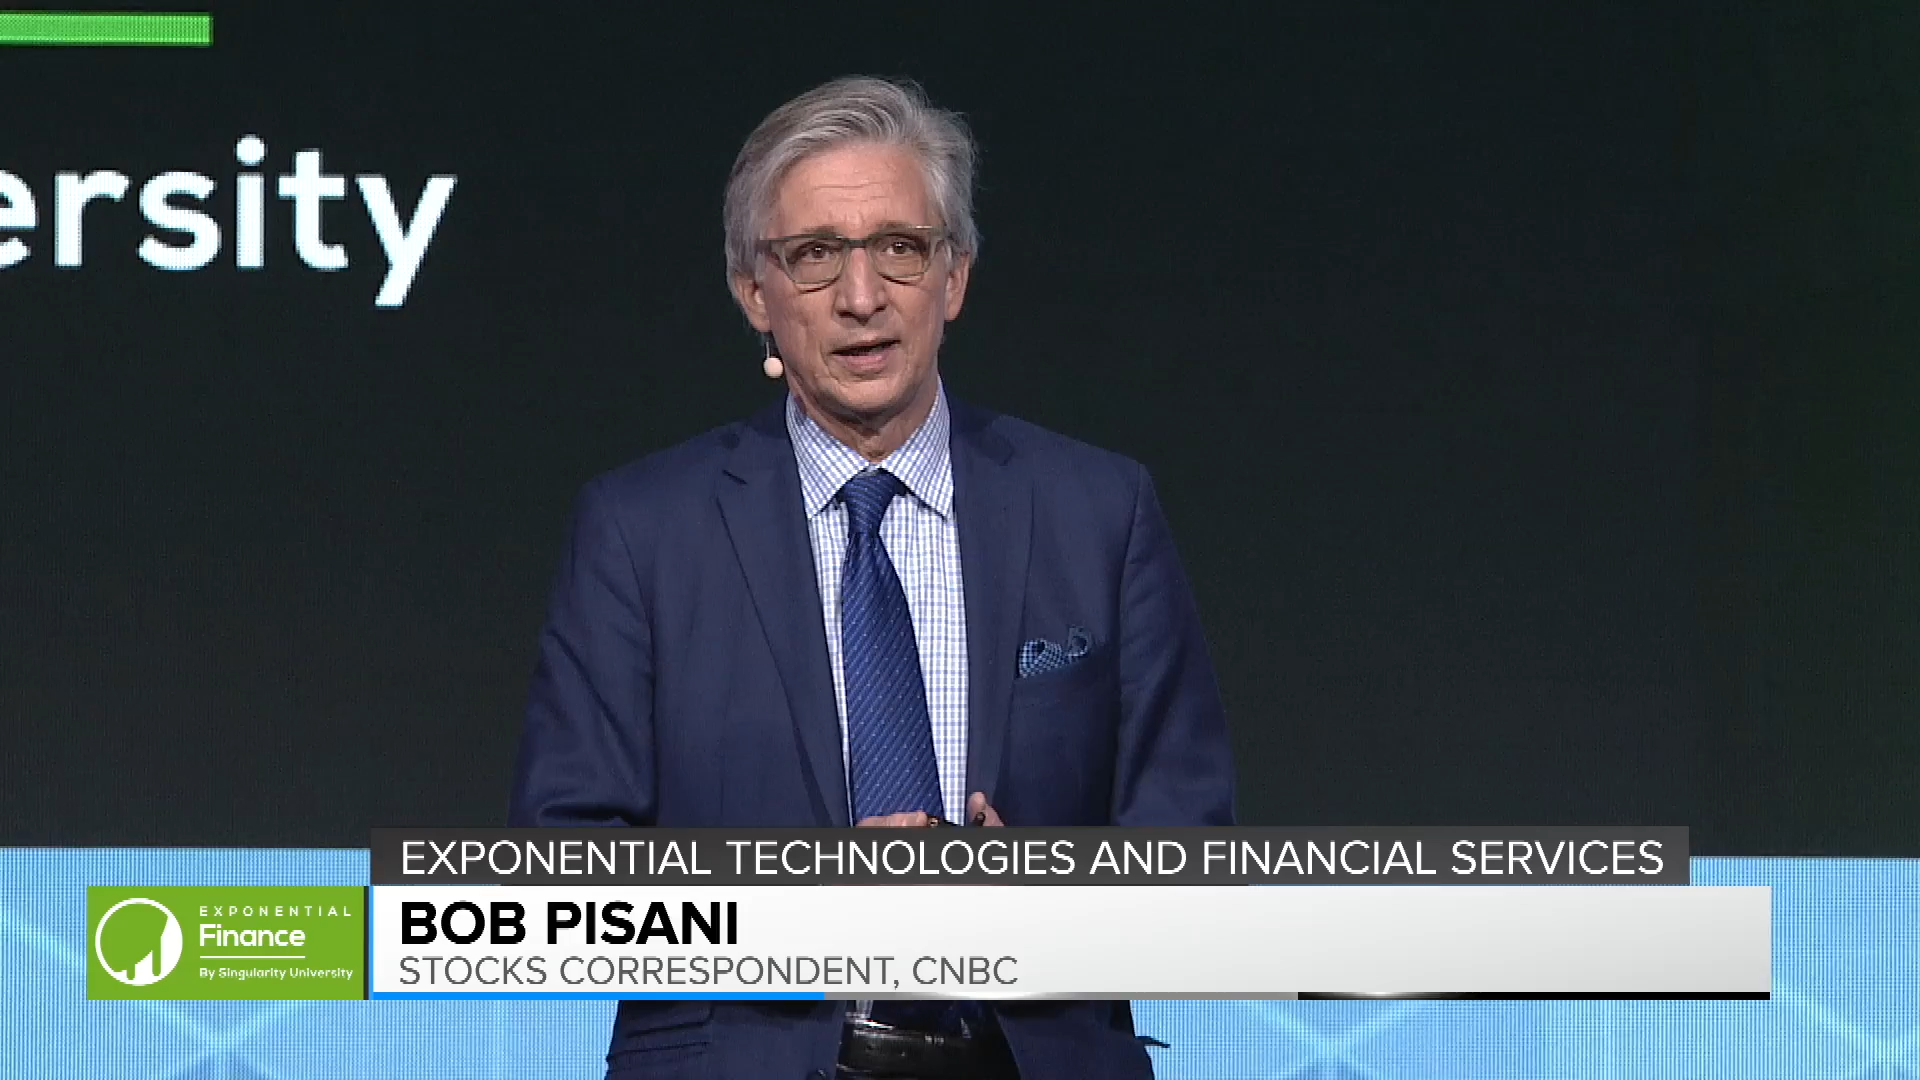 ersity
EXPONENTIAL TECHNOLOGIES AND FINANCIAL SERVICES
EXPONENTIAL
Finance
By Singularity University
BOB PISANI
STOCKS CORRESPONDENT, CNBC